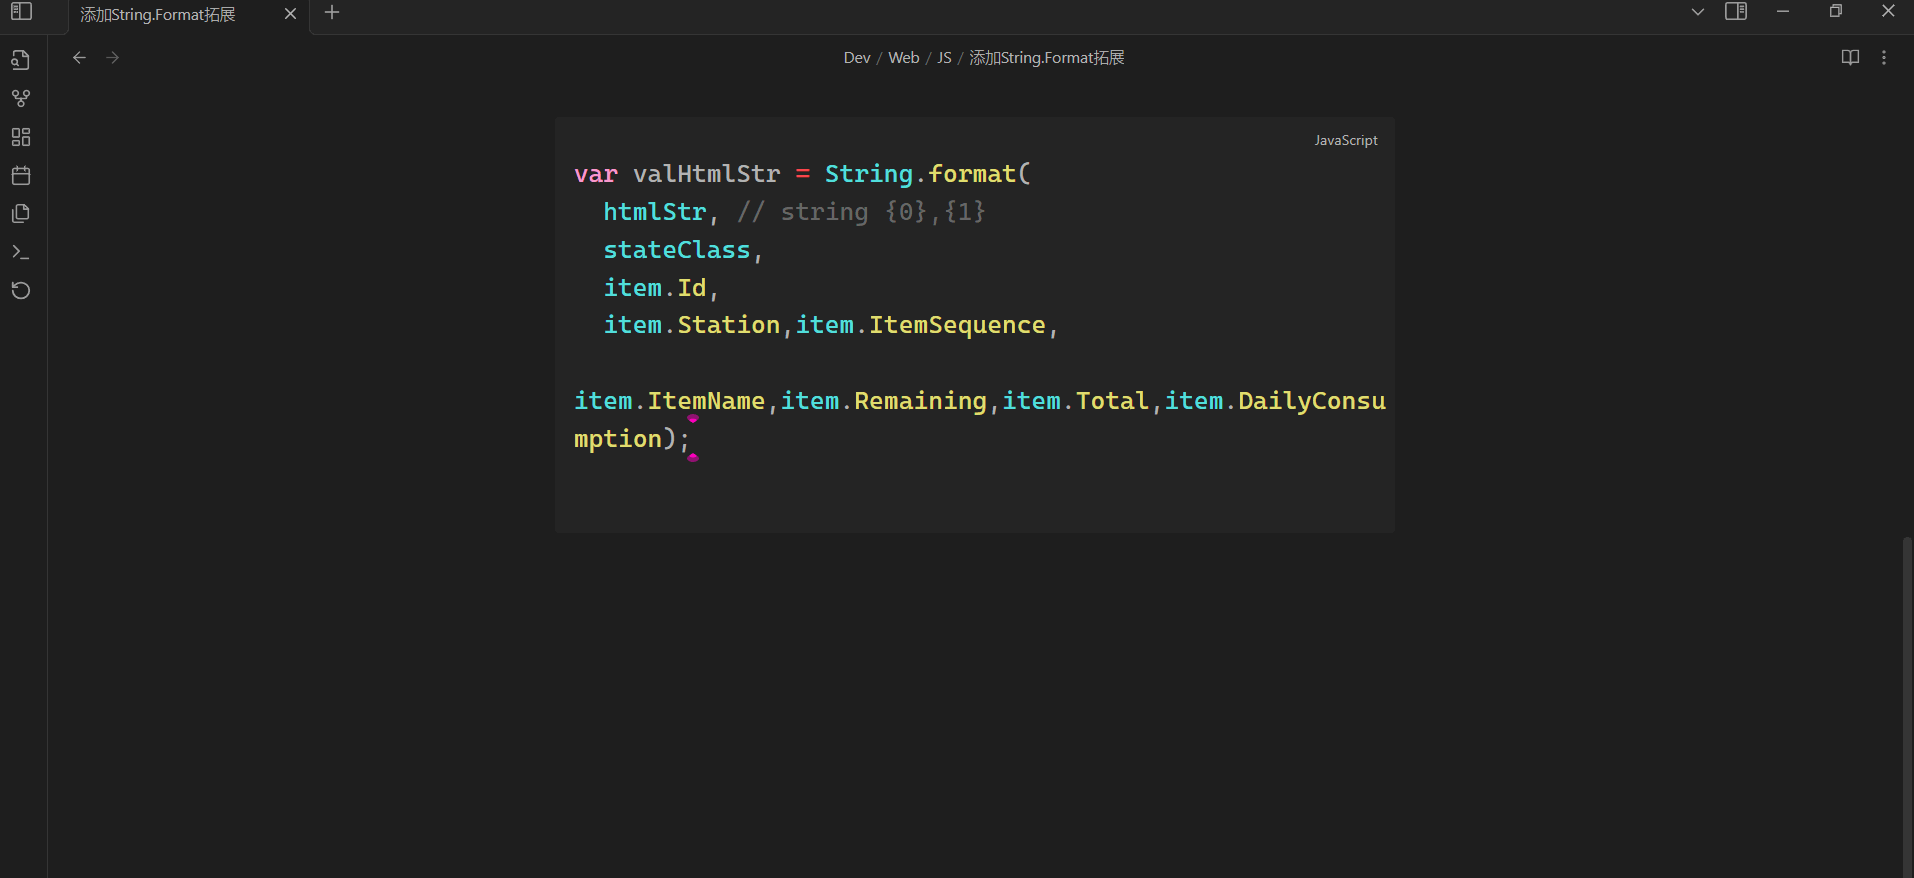 添加String.Format拓展
Dev / Web / JS / 添加String.Format拓展
JavaScript
var valHtmlStr = String.format(
  htmlStr, // string {0},{1}
  stateClass,
  item.Id,
  item.Station,item.ItemSequence,
item.ItemName,item.Remaining,item.Total,item.DailyConsu
mption);